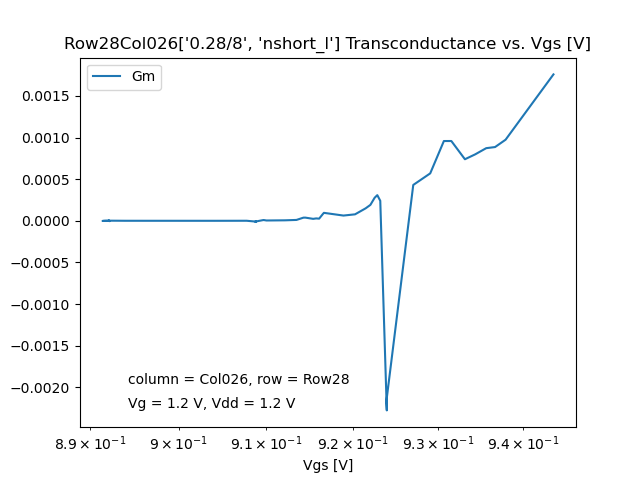 Row28Col026['0.28/8', 'nshort_l'] Transconductance vs. Vgs [V]
Gm
0.0015
0.0010
0.0005
0.0000
−0.0005
−0.0010
−0.0015
−0.0020
column = Col026, row = Row28
Vg = 1.2 V, Vdd = 1.2 V
8.9 × 10⁻¹ 9 × 10⁻¹ 9.1 × 10⁻¹ 9.2 × 10⁻¹ 9.3 × 10⁻¹ 9.4 × 10⁻¹
Vgs [V]